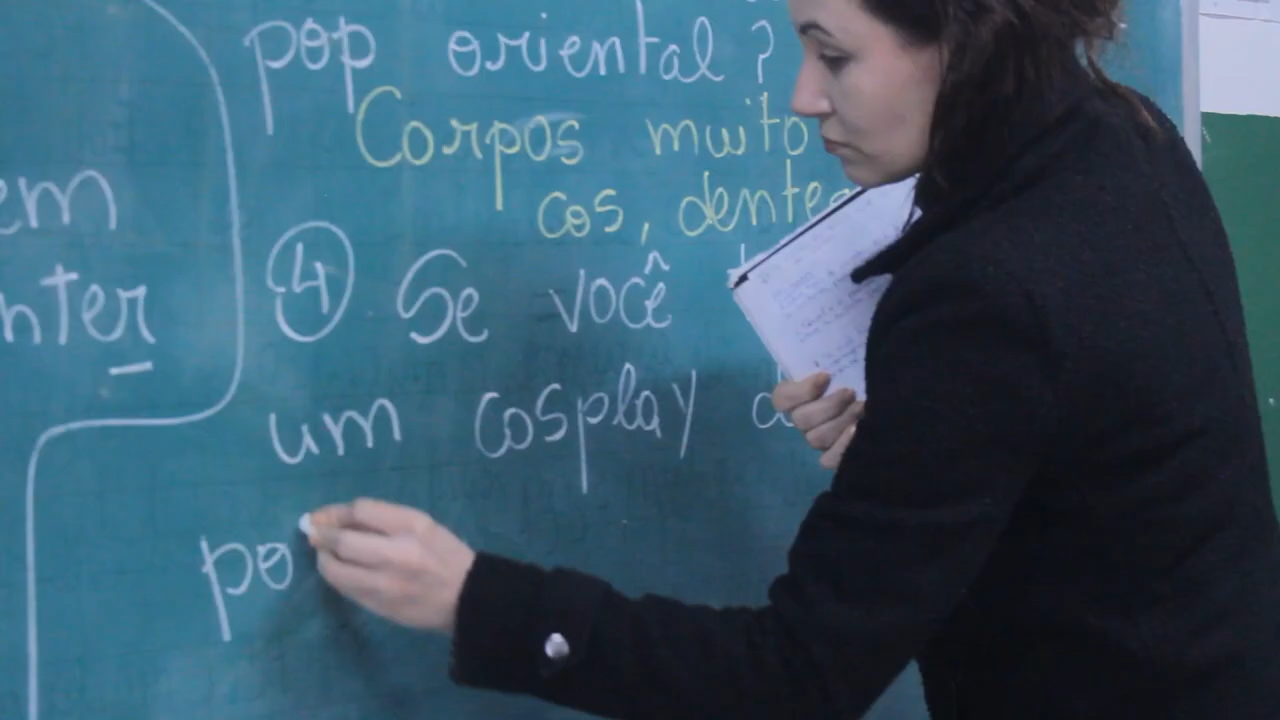 pop oriental?
Corpos muito
cos, dentes
em
nter
④ Se você
um cosplay
po